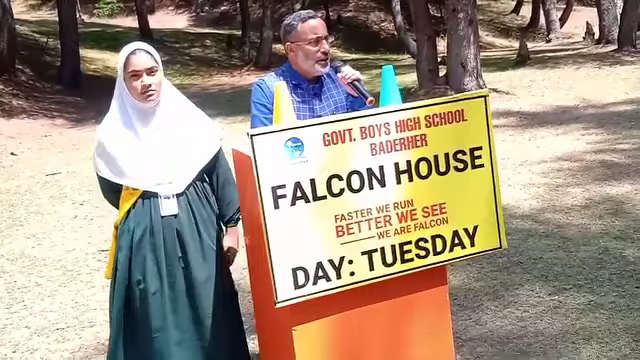 GOVT. BOYS HIGH SCHOOL
BADERHER
FALCON HOUSE
FASTER WE RUN
BETTER WE SEE
WE ARE FALCON
DAY: TUESDAY